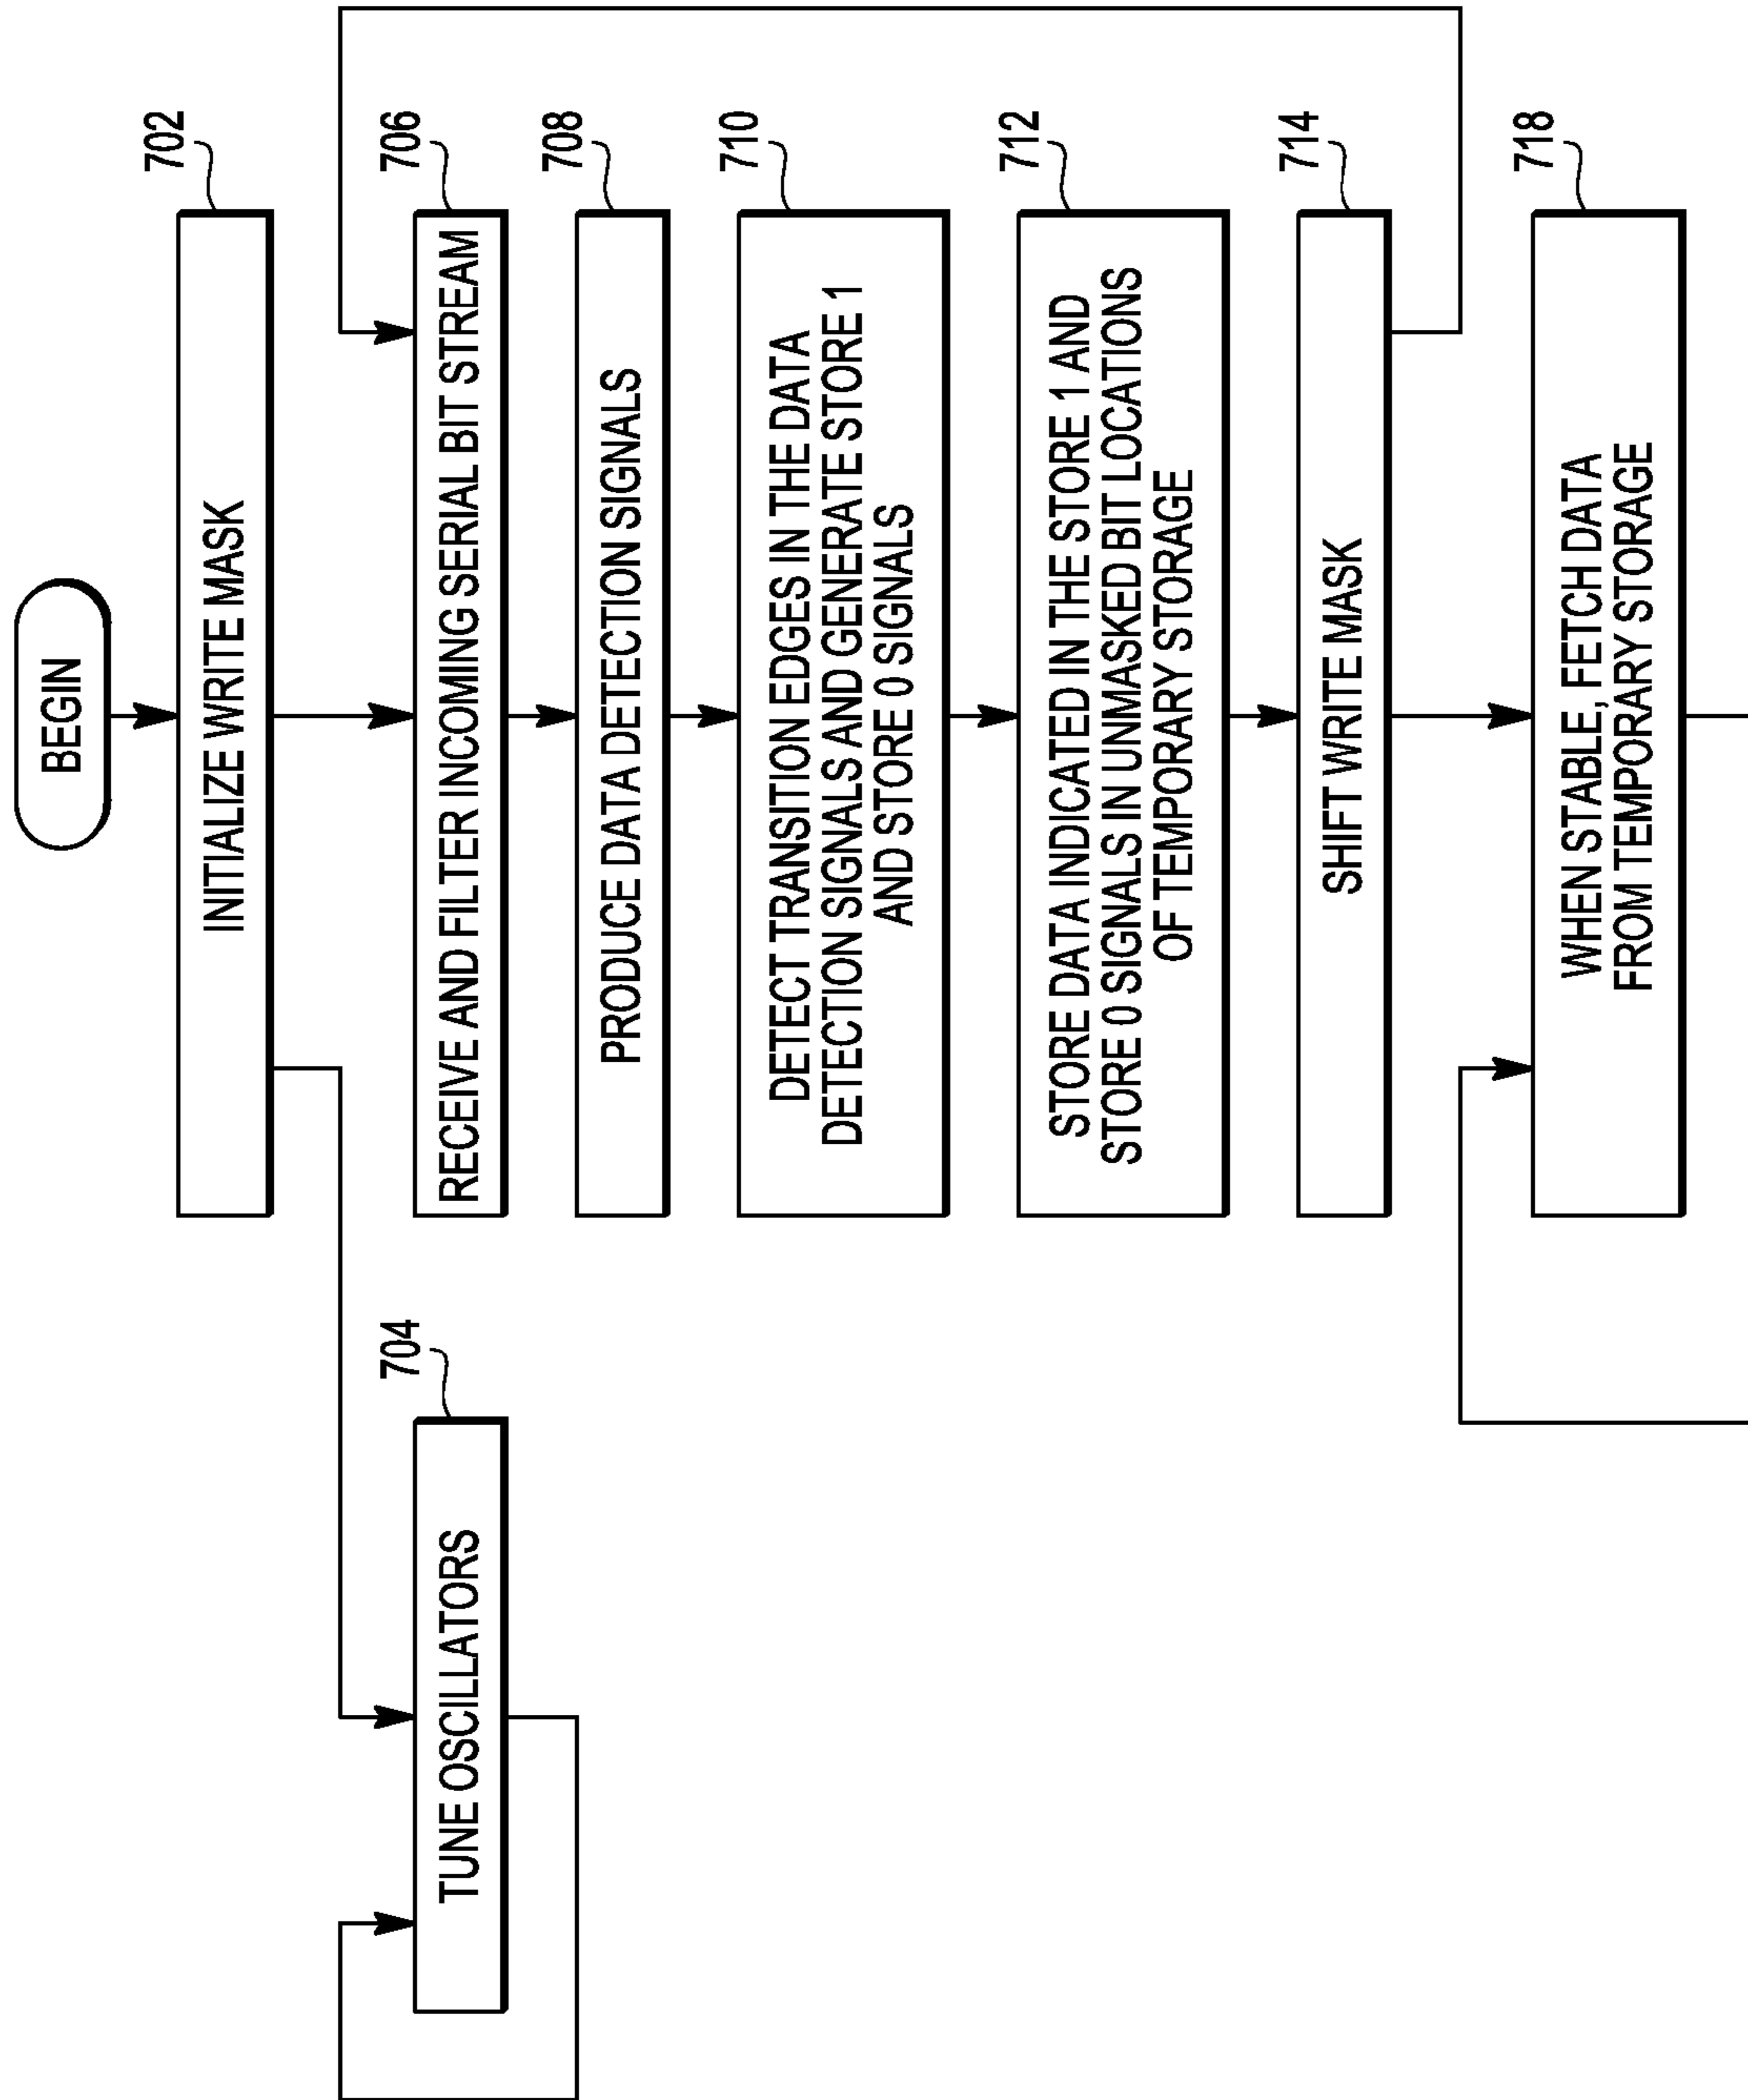 BEGIN
702
INITIALIZE WRITE MASK
704
TUNE OSCILLATORS
706
RECEIVE AND FILTER INCOMING SERIAL BIT STREAM
708
PRODUCE DATA DETECTION SIGNALS
710
DETECT TRANSITION EDGES IN THE DATA
DETECTION SIGNALS AND GENERATE STORE 1
AND STORE 0 SIGNALS
712
STORE DATA INDICATED IN THE STORE 1 AND
STORE 0 SIGNALS IN UNMASKED BIT LOCATIONS
OF TEMPORARY STORAGE
714
SHIFT WRITE MASK
718
WHEN STABLE, FETCH DATA
FROM TEMPORARY STORAGE